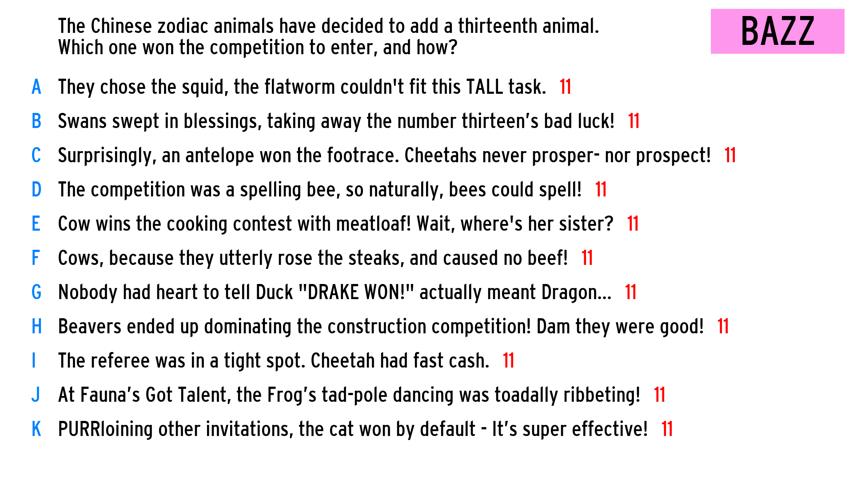 The Chinese zodiac animals have decided to add a thirteenth animal.
Which one won the competition to enter, and how?
BAZZ
A They chose the squid, the flatworm couldn't fit this TALL task. 11
B Swans swept in blessings, taking away the number thirteen's bad luck! 11
C Surprisingly, an antelope won the footrace. Cheetahs never prosper- nor prospect! 11
D The competition was a spelling bee, so naturally, bees could spell! 11
E Cow wins the cooking contest with meatloaf! Wait, where's her sister? 11
F Cows, because they utterly rose the steaks, and caused no beef! 11
G Nobody had heart to tell Duck "DRAKE WON!" actually meant Dragon... 11
H Beavers ended up dominating the construction competition! Dam they were good! 11
I The referee was in a tight spot. Cheetah had fast cash. 11
J At Fauna's Got Talent, the Frog's tad-pole dancing was toadally ribbeting! 11
K PURRloining other invitations, the cat won by default - It's super effective! 11